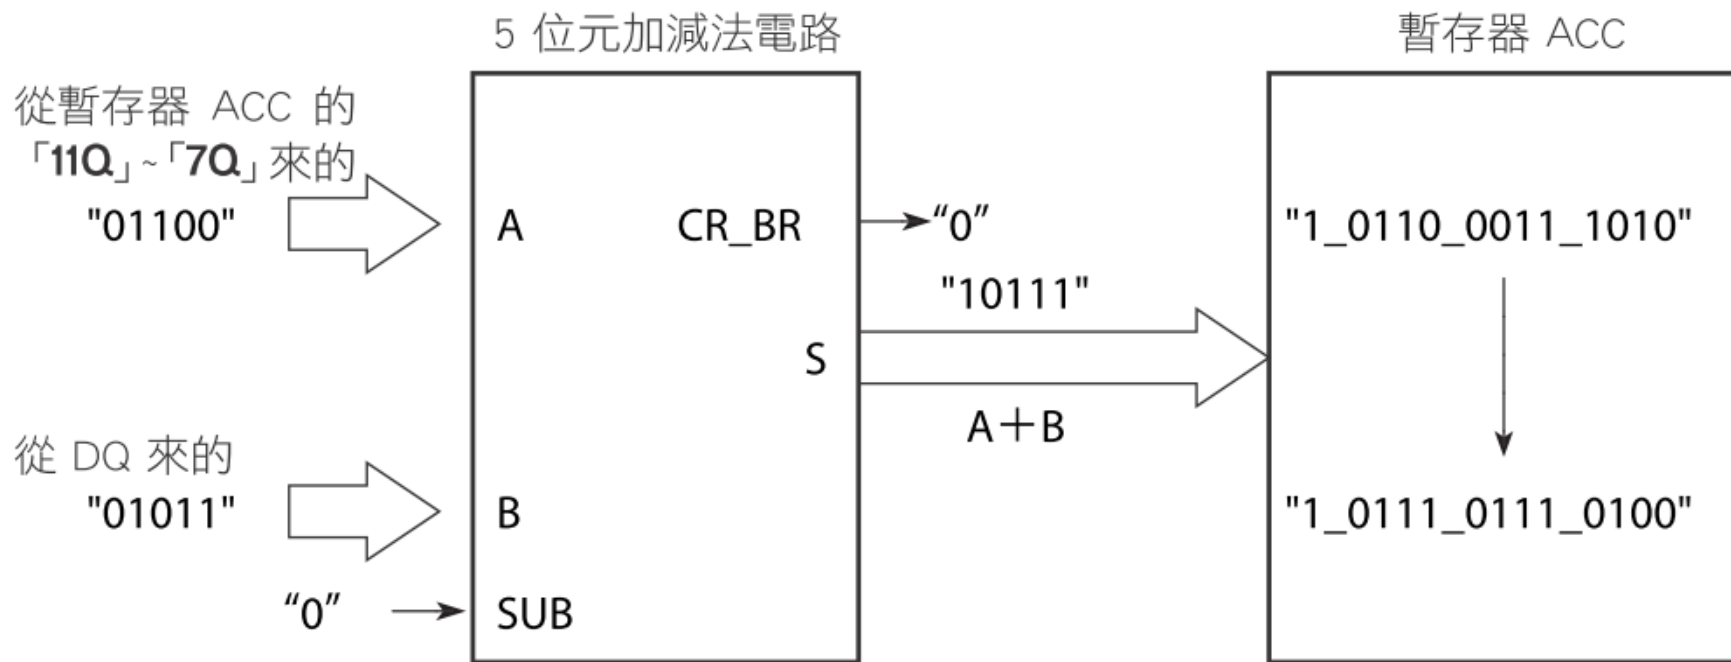 5 位元加減法電路
暫存器 ACC
從暫存器 ACC 的
「11Q」~「7Q」來的
"01100"
A
CR_BR
“0”
"1_0110_0011_1010"
"10111"
S
A＋B
從 DQ 來的
"01011"
B
"1_0111_0111_0100"
“0”
SUB